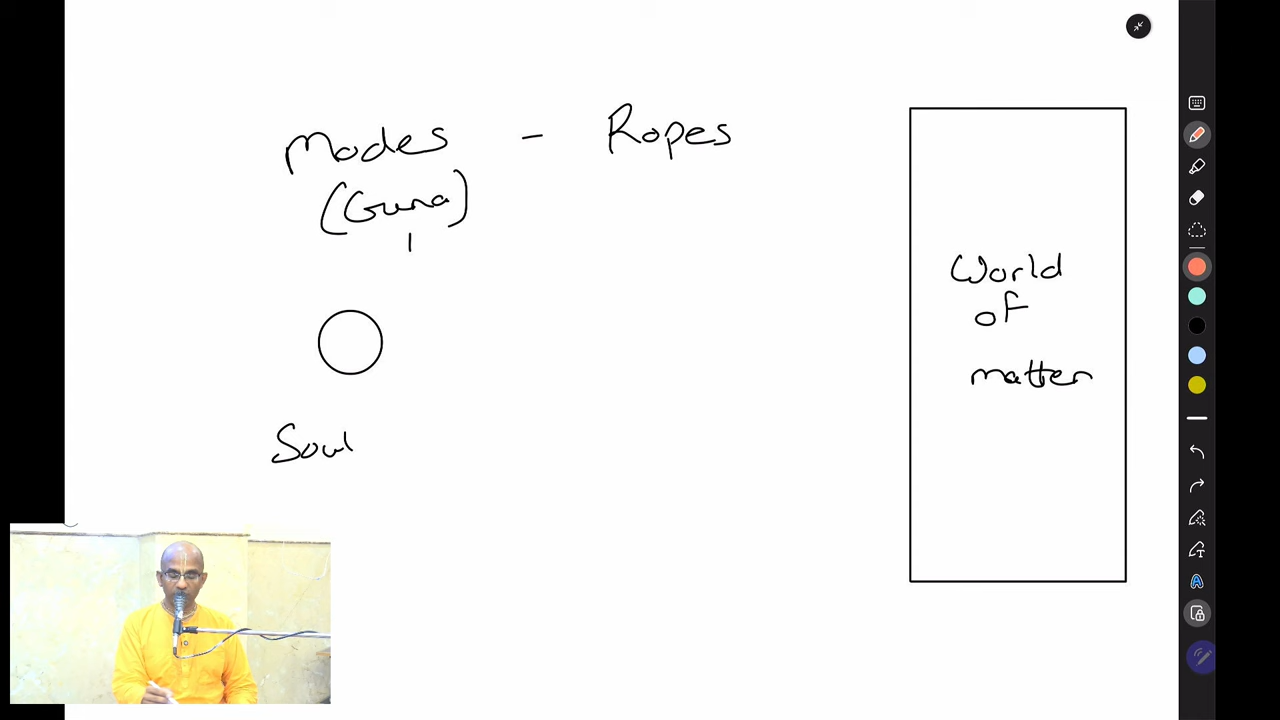 Modes - Ropes
(Guna)
World
of
matter
Soul